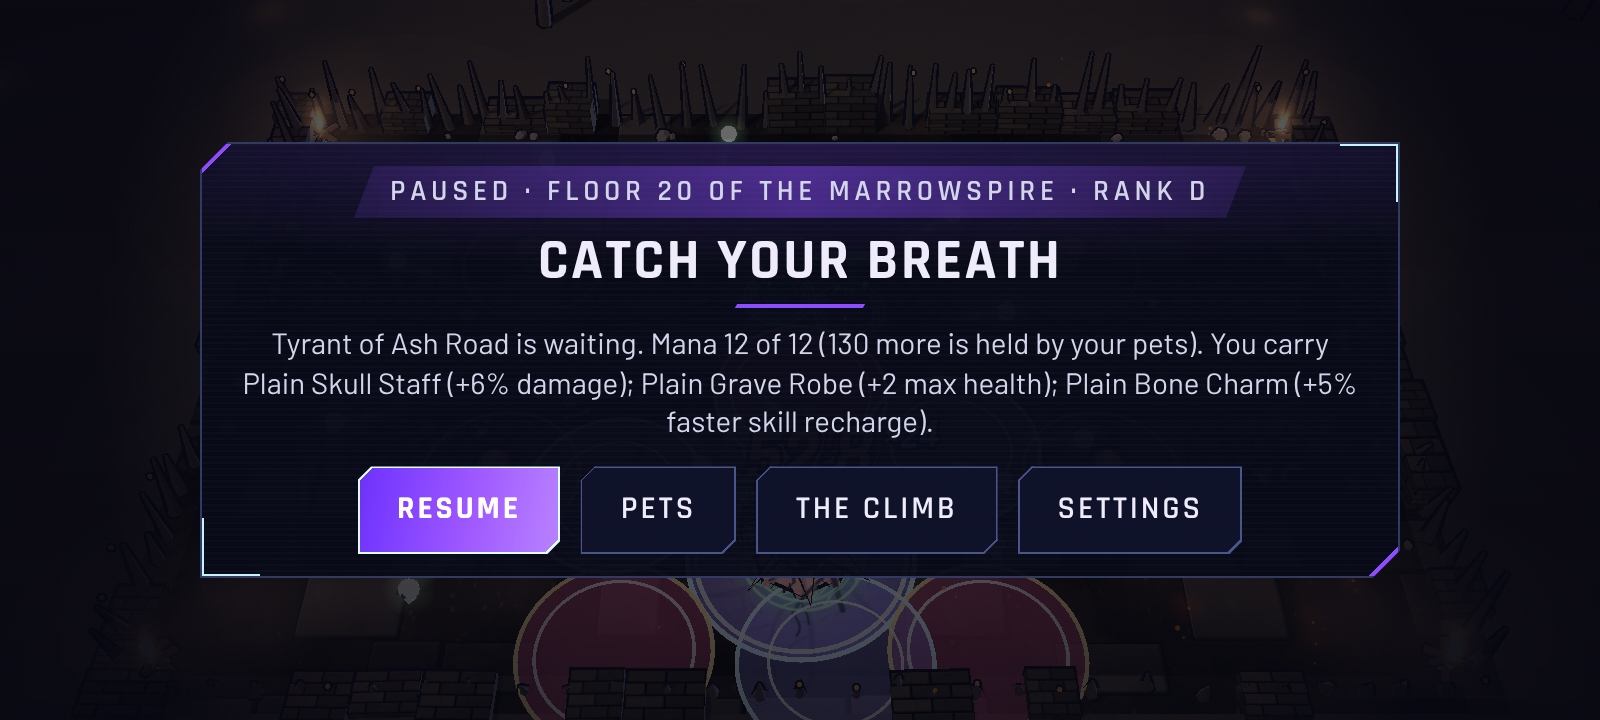 PAUSED · FLOOR 20 OF THE MARROWSPIRE · RANK D
CATCH YOUR BREATH
Tyrant of Ash Road is waiting. Mana 12 of 12 (130 more is held by your pets). You carry
Plain Skull Staff (+6% damage); Plain Grave Robe (+2 max health); Plain Bone Charm (+5%
faster skill recharge).
RESUME
PETS
THE CLIMB
SETTINGS